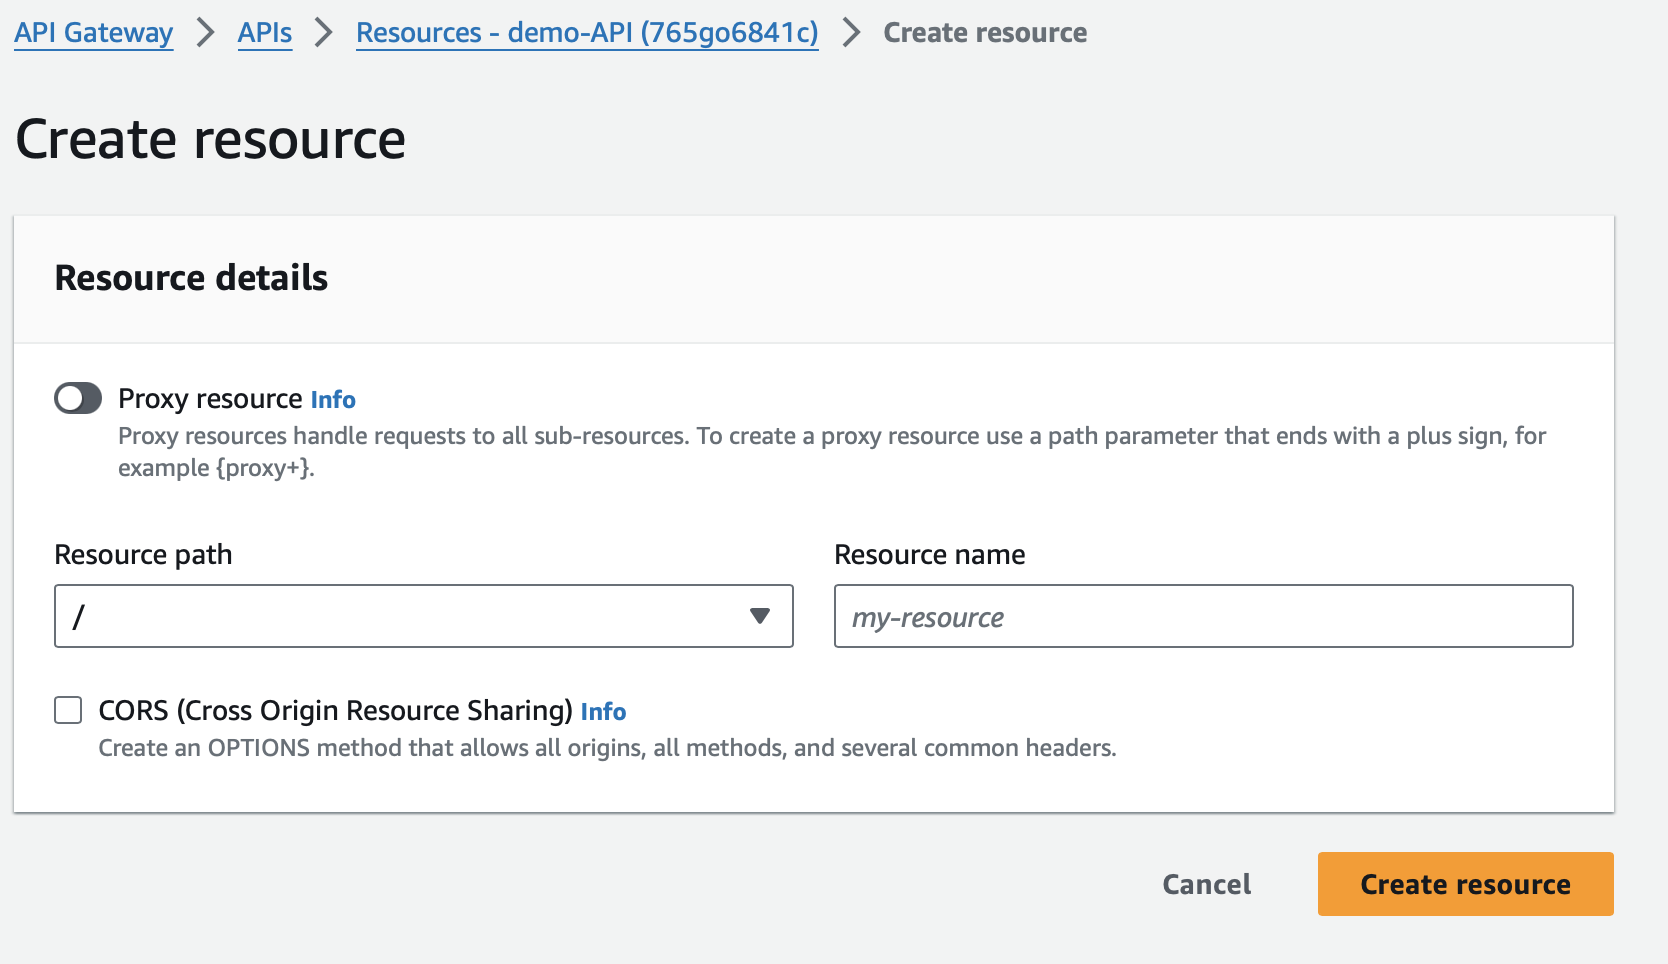 API Gateway > APIs > Resources - demo-API (765go6841c) > Create resource
Create resource
Resource details
Proxy resource Info
Proxy resources handle requests to all sub-resources. To create a proxy resource use a path parameter that ends with a plus sign, for
example {proxy+}.
Resource path
/
Resource name
my-resource
CORS (Cross Origin Resource Sharing) Info
Create an OPTIONS method that allows all origins, all methods, and several common headers.
Cancel
Create resource